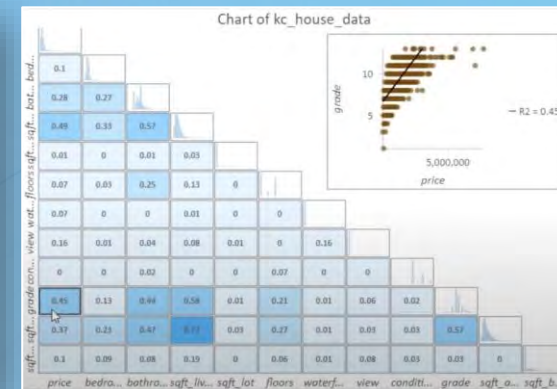 Chart of kc_house_data
grade
10
5
5,000,000
price
R2 = 0.45
bed...
0.1
bat...
0.28 0.27
sqft...
0.49 0.33 0.57
sqft...
0.01 0 0.01 0.03
floors
0.07 0.03 0.25 0.13 0
wat...
0.07 0 0 0.01 0 0
view
0.16 0.01 0.04 0.08 0.01 0 0.16
con...
0 0 0.02 0 0 0.07 0 0
grade
0.45 0.13 0.44 0.58 0.01 0.21 0.01 0.06 0.02
sqft...
0.37 0.23 0.47 0.77 0.03 0.27 0.01 0.03 0.03 0.57
sqft...
0.1 0.09 0.08 0.19 0 0.06 0.01 0.08 0.03 0.03 0
price bedro... bathro... sqft_liv... sqft_lot floors waterf... view conditi... grade sqft_a... sqft_b